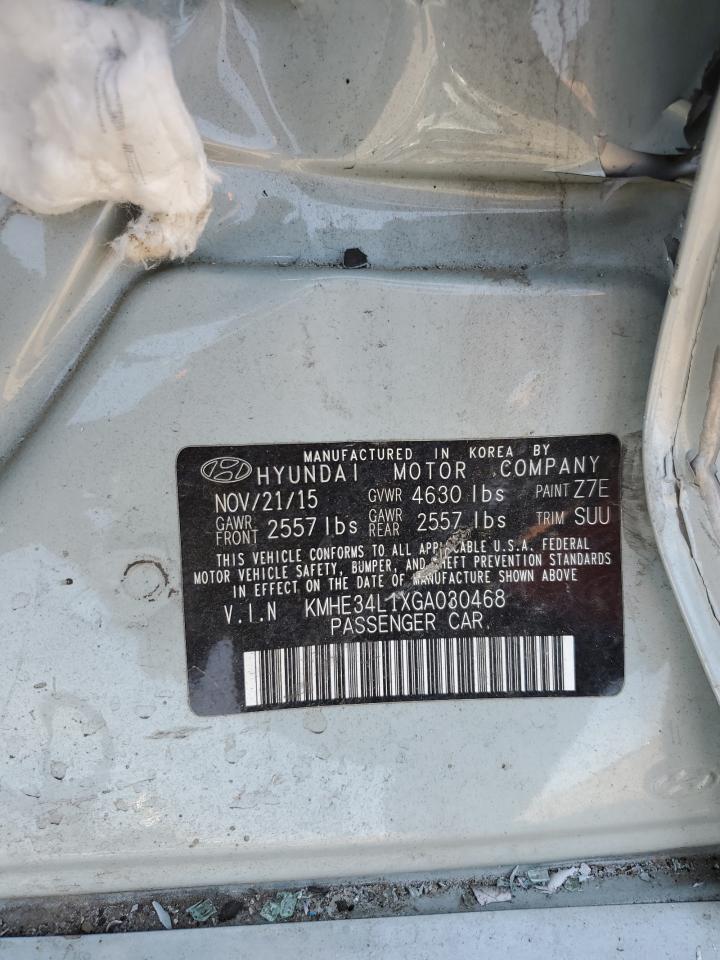 MANUFACTURED IN KOREA BY
HYUNDAI MOTOR COMPANY
NOV/21/15 GVWR 4630 lbs PAINT Z7E
GAWR FRONT 2557 lbs GAWR REAR 2557 lbs TRIM SUU
THIS VEHICLE CONFORMS TO ALL APPLICABLE U.S.A. FEDERAL
MOTOR VEHICLE SAFETY, BUMPER, AND THEFT PREVENTION STANDARDS
IN EFFECT ON THE DATE OF MANUFACTURE SHOWN ABOVE
V.I.N KMHE34L1XGA030468
PASSENGER CAR